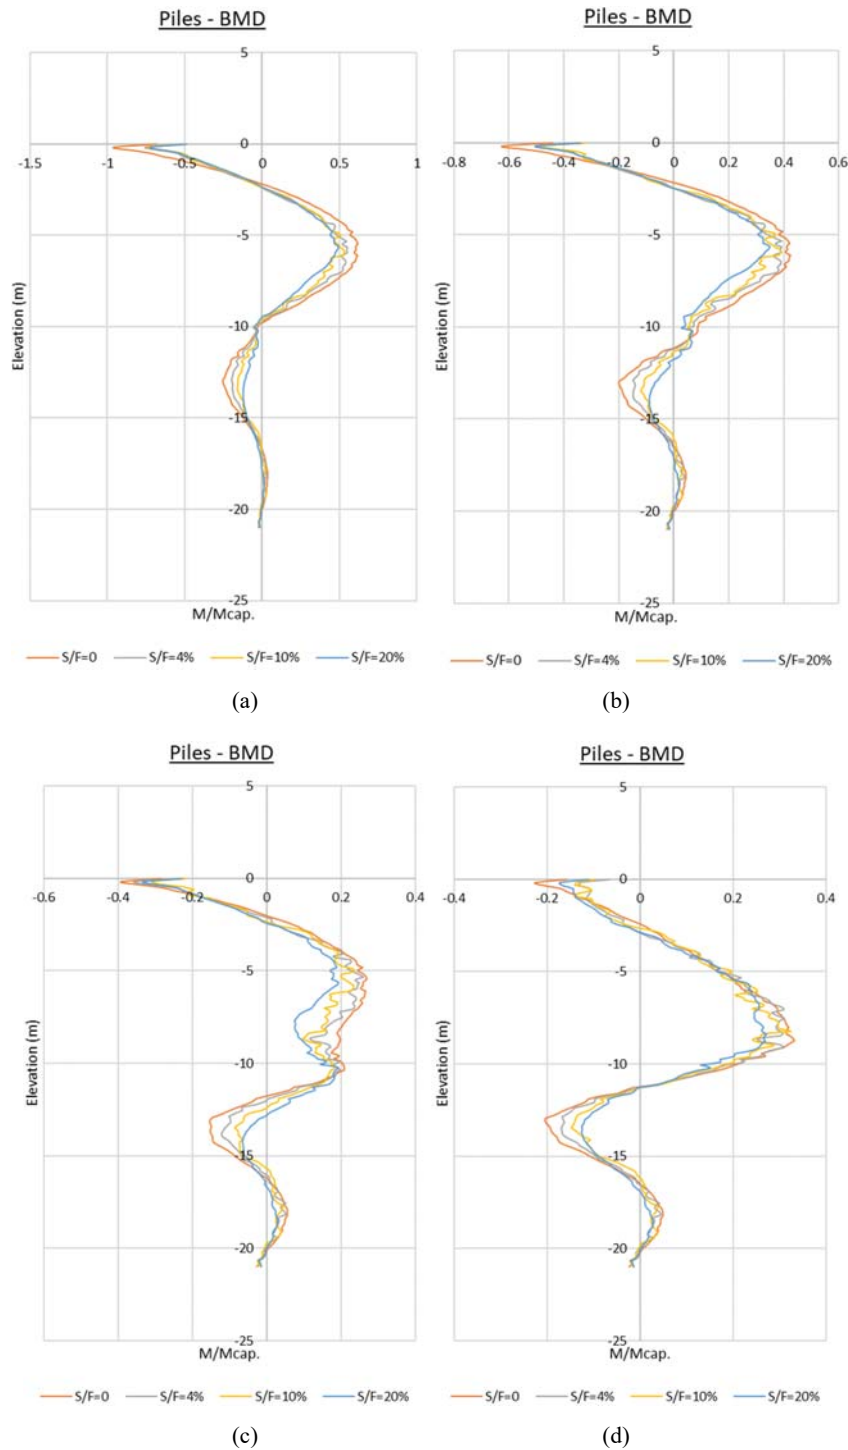 Piles - BMD
5
0
-1.5 -1 -0.5 0 0.5 1
-5
Elevation (m)
-10
-15
-20
-25
M/Mcap.
S/F=0 S/F=4% S/F=10% S/F=20%
(a)
Piles - BMD
5
0
-0.8 -0.6 -0.4 -0.2 0 0.2 0.4 0.6
-5
Elevation (m)
-10
-15
-20
-25
M/Mcap.
S/F=0 S/F=4% S/F=10% S/F=20%
(b)
Piles - BMD
5
0
-0.6 -0.4 -0.2 0 0.2 0.4
-5
Elevation (m)
-10
-15
-20
-25
M/Mcap.
S/F=0 S/F=4% S/F=10% S/F=20%
(c)
Piles - BMD
5
0
-0.4 -0.2 0 0.2 0.4
-5
Elevation (m)
-10
-15
-20
-25
M/Mcap.
S/F=0 S/F=4% S/F=10% S/F=20%
(d)